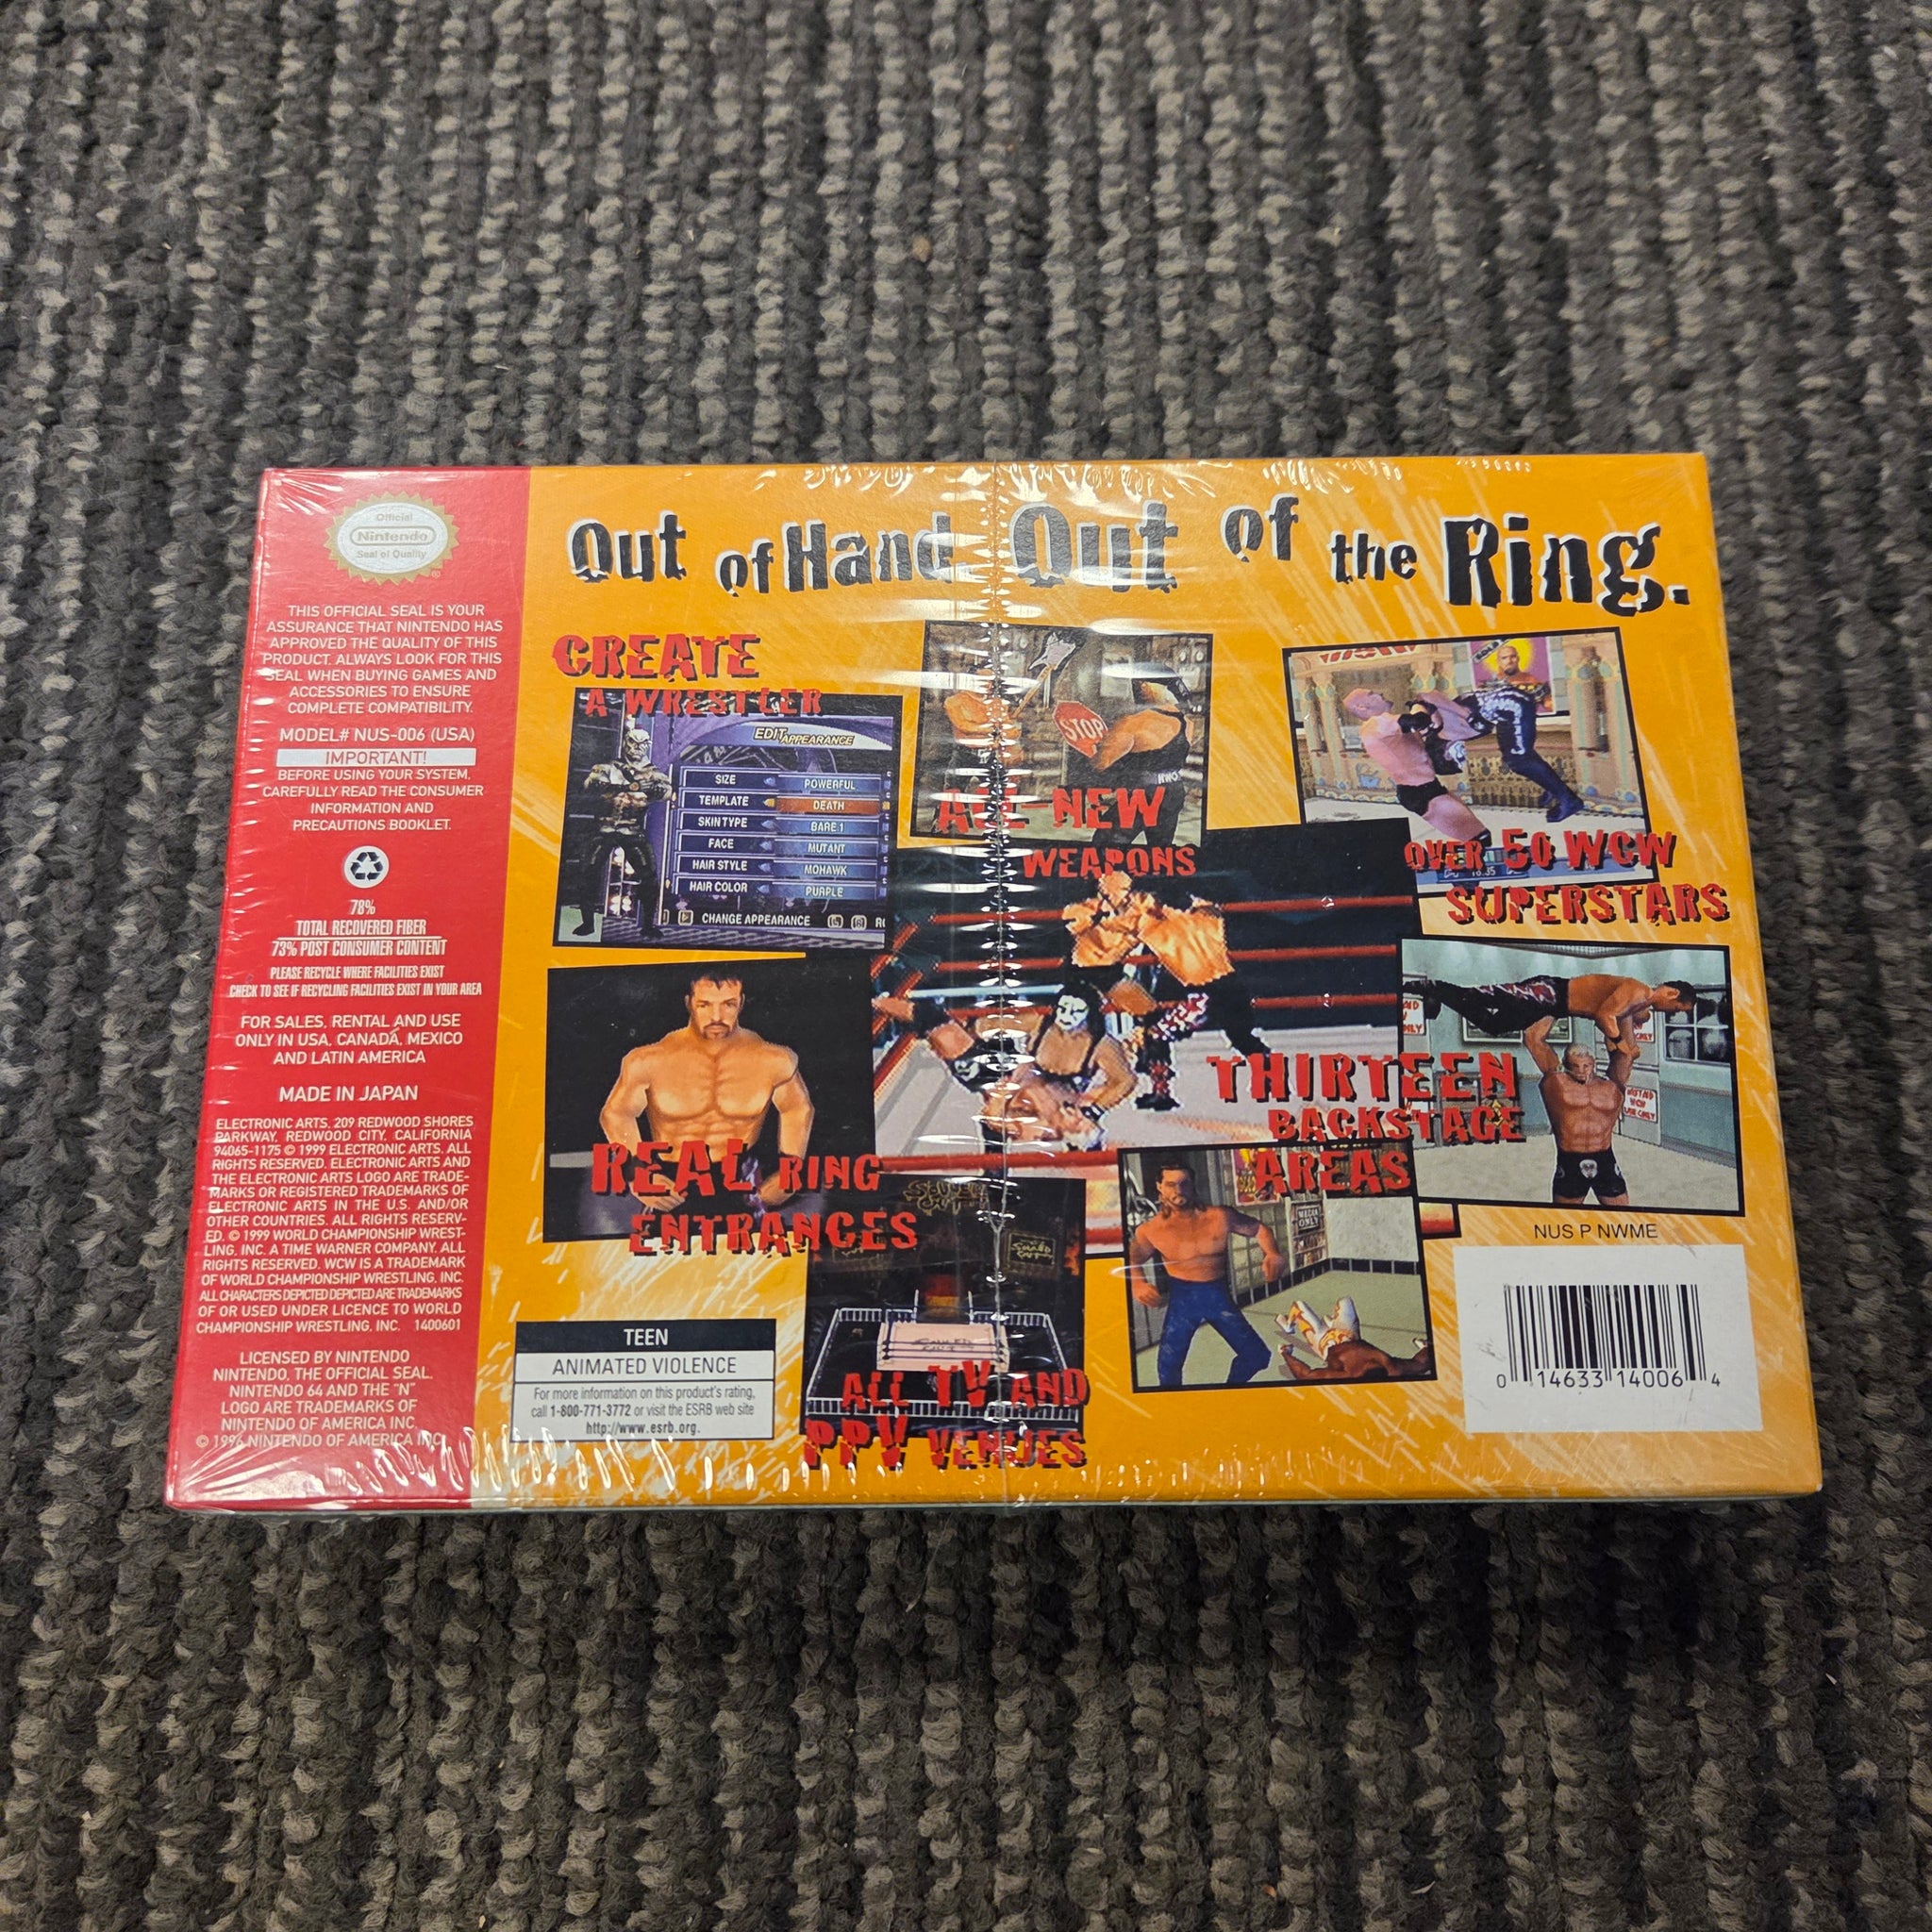 Official
Nintendo
Seal of Quality
THIS OFFICIAL SEAL IS YOUR
ASSURANCE THAT NINTENDO HAS
APPROVED THE QUALITY OF THIS
PRODUCT. ALWAYS LOOK FOR THIS
SEAL WHEN BUYING GAMES AND
ACCESSORIES TO ENSURE
COMPLETE COMPATIBILITY.
MODEL# NUS-006 (USA)
IMPORTANT!
BEFORE USING YOUR SYSTEM,
CAREFULLY READ THE CONSUMER
INFORMATION AND
PRECAUTIONS BOOKLET.
78%
TOTAL RECOVERED FIBER
73% POST CONSUMER CONTENT
PLEASE RECYCLE WHERE FACILITIES EXIST
CHECK TO SEE IF RECYCLING FACILITIES EXIST IN YOUR AREA
FOR SALES, RENTAL AND USE
ONLY IN USA, CANADA, MEXICO
AND LATIN AMERICA
MADE IN JAPAN
ELECTRONIC ARTS, 209 REDWOOD SHORES
PARKWAY, REDWOOD CITY, CALIFORNIA
94065-1175 © 1999 ELECTRONIC ARTS. ALL
RIGHTS RESERVED. ELECTRONIC ARTS AND
THE ELECTRONIC ARTS LOGO ARE TRADE-
MARKS OR REGISTERED TRADEMARKS OF
ELECTRONIC ARTS IN THE U.S. AND/OR
OTHER COUNTRIES. ALL RIGHTS RESERV-
ED. © 1999 WORLD CHAMPIONSHIP WREST-
LING, INC. A TIME WARNER COMPANY. ALL
RIGHTS RESERVED. WCW IS A TRADEMARK
OF WORLD CHAMPIONSHIP WRESTLING, INC.
ALL CHARACTERS DEPICTED DEPICTED ARE TRADEMARKS
OF OR USED UNDER LICENCE TO WORLD
CHAMPIONSHIP WRESTLING, INC. 1400601
LICENSED BY NINTENDO
NINTENDO, THE OFFICIAL SEAL,
NINTENDO 64 AND THE "N"
LOGO ARE TRADEMARKS OF
NINTENDO OF AMERICA INC.
© 1996 NINTENDO OF AMERICA INC.
Out of Hand Out of the Ring.
CREATE
A WRESTLER
EDIT APPEARANCE
SIZE POWERFUL
TEMPLATE DEATH
SKIN TYPE BARE 1
FACE MUTANT
HAIR STYLE MOHAWK
HAIR COLOR PURPLE
CHANGE APPEARANCE
STOP
ALL-NEW
WEAPONS
OVER 50 WCW
SUPERSTARS
REAL RING
ENTRANCES
THIRTEEN
BACKSTAGE
AREAS
ALL TV AND
PPV VENUES
TEEN
ANIMATED VIOLENCE
For more information on this product's rating,
call 1-800-771-3772 or visit the ESRB web site
http://www.esrb.org.
NUS P NWME
0 14633 14006 4